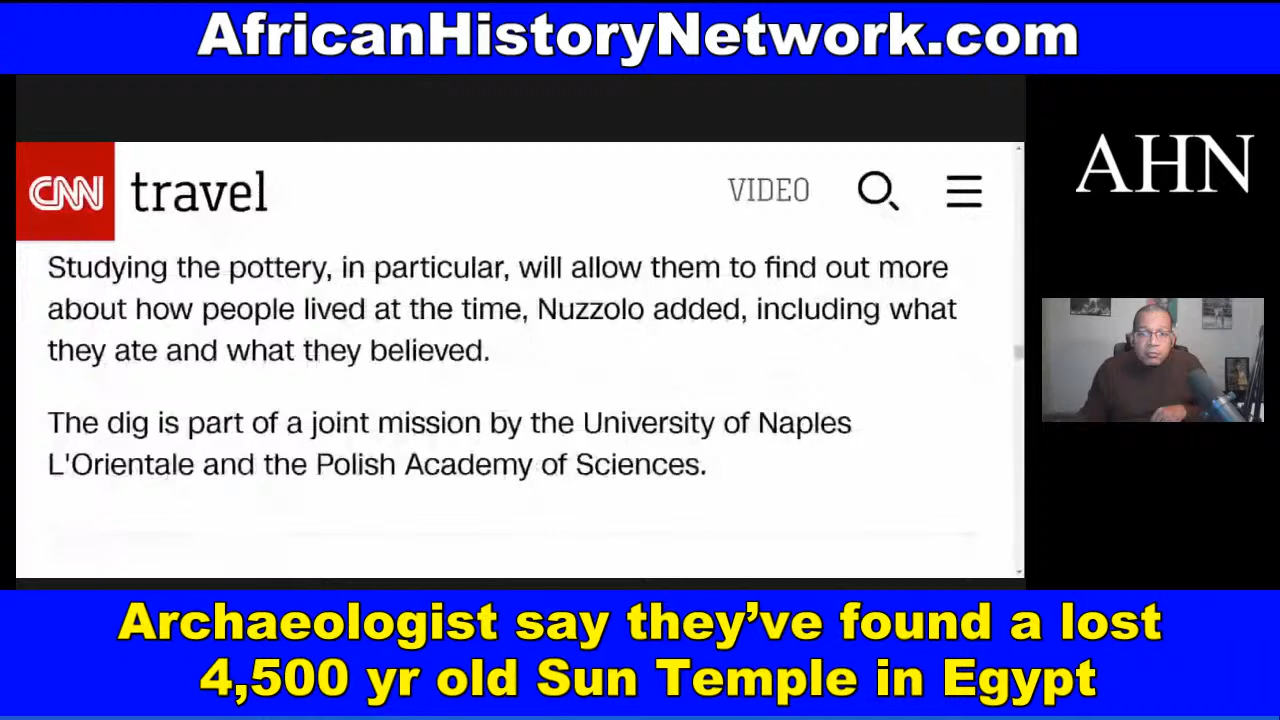 AfricanHistoryNetwork.com
CNN travel
VIDEO
AHN
Studying the pottery, in particular, will allow them to find out more
about how people lived at the time, Nuzzolo added, including what
they ate and what they believed.
The dig is part of a joint mission by the University of Naples
L'Orientale and the Polish Academy of Sciences.
Archaeologist say they’ve found a lost
4,500 yr old Sun Temple in Egypt